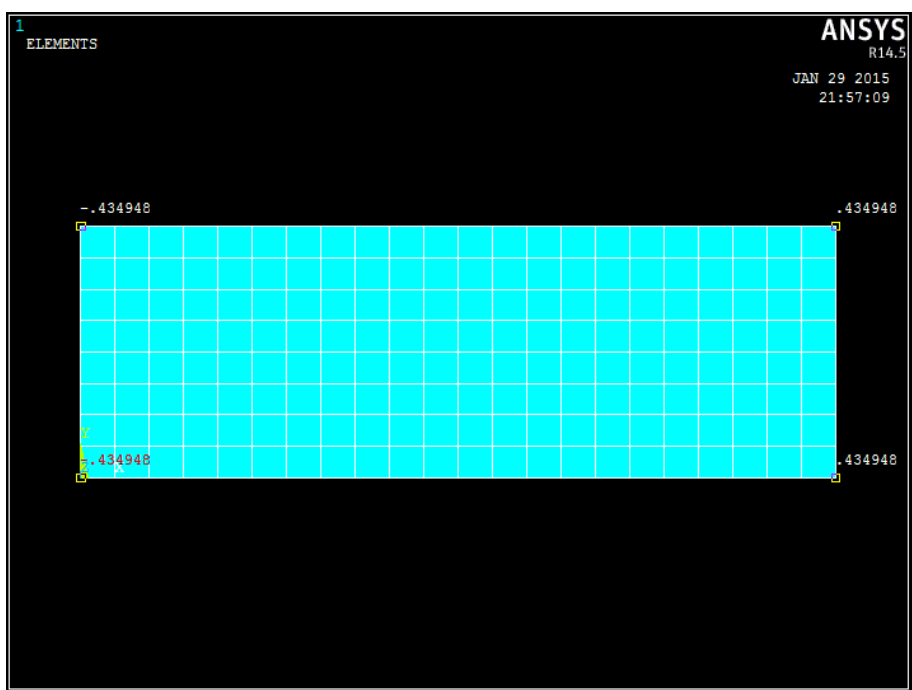 1
ELEMENTS
ANSYS
R14.5
JAN 29 2015
21:57:09
-.434948 .434948
Y
-.434948 .434948
Z X